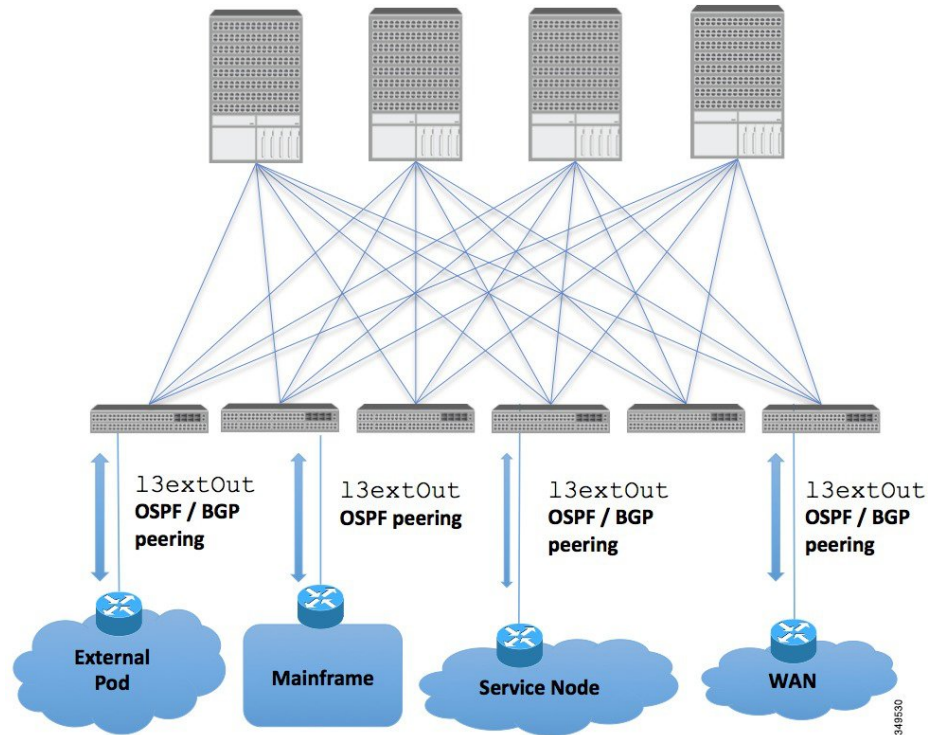 l3extOut
OSPF / BGP
peering
l3extOut
OSPF peering
l3extOut
OSPF / BGP
peering
l3extOut
OSPF / BGP
peering
External
Pod
Mainframe
Service Node
WAN
349530